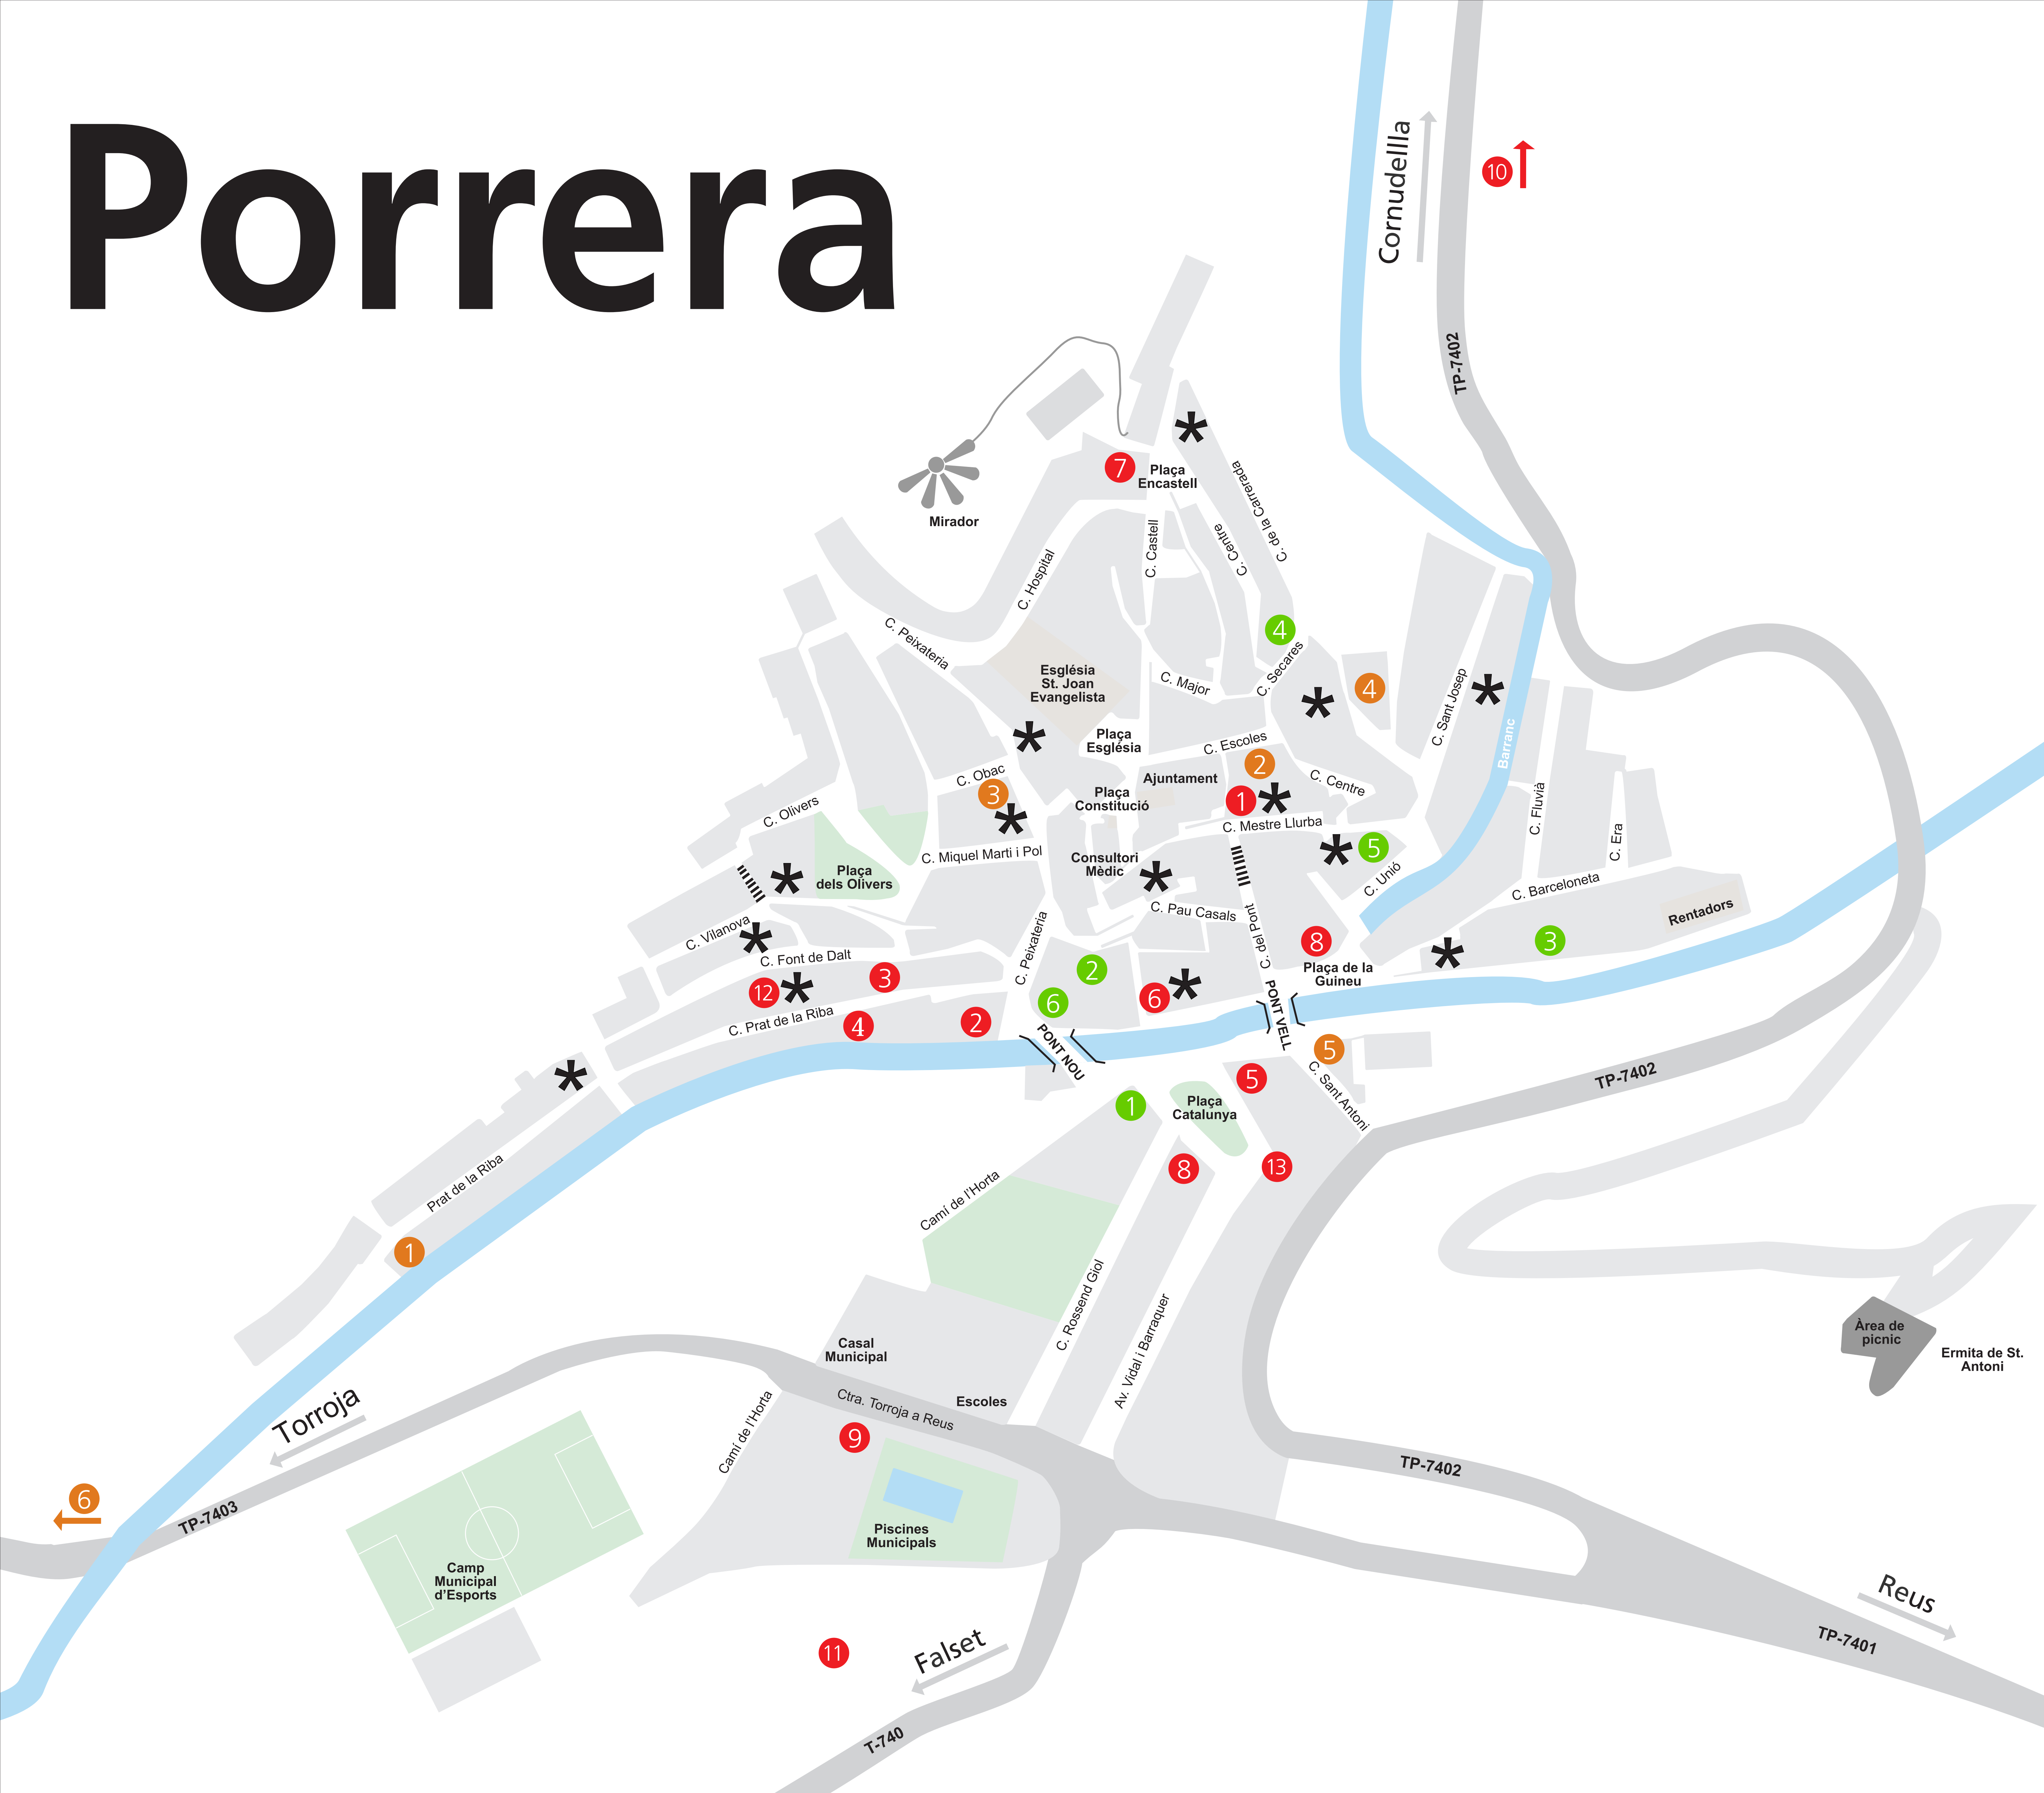 Porrera
Cornudellla
10
TP-7402
7
Plaça
Encastell
Mirador
C. de la Carrerada
C. Centre
C. Castell
C. Hospital
C. Peixateria
4
C. Secares
Església
St. Joan
Evangelista
C. Major
4
C. Sant Josep
Barranc
Plaça
Església
C. Escoles
2
C. Obac
3
Ajuntament
Plaça
Constitució
1
C. Centre
C. Olivers
C. Mestre Llurba
C. Fluvià
C. Era
C. Miquel Marti i Pol
Consultori
Mèdic
5
C. Unió
Plaça
dels Olivers
C. Barceloneta
Rentadors
C. Pau Casals
C. del Pont
C. Vilanova
C. Peixateria
8
3
C. Font de Dalt
Plaça de la
Guineu
2
3
12
6
6
C. Prat de la Riba
4
2
PONT VELL
PONT NOU
5
C. Sant Antoni
5
TP-7402
1
Plaça
Catalunya
8
13
Prat de la Riba
Camí de l'Horta
1
C. Rossend Giol
Av. Vidal i Barraquer
Casal
Municipal
Àrea de
picnic
Ermita de St.
Antoni
Escoles
Ctra. Torroja a Reus
Camí de l'Horta
Torroja
9
TP-7402
6
TP-7403
Piscines
Municipals
Camp
Municipal
d'Esports
Reus
TP-7401
11
Falset
T-740